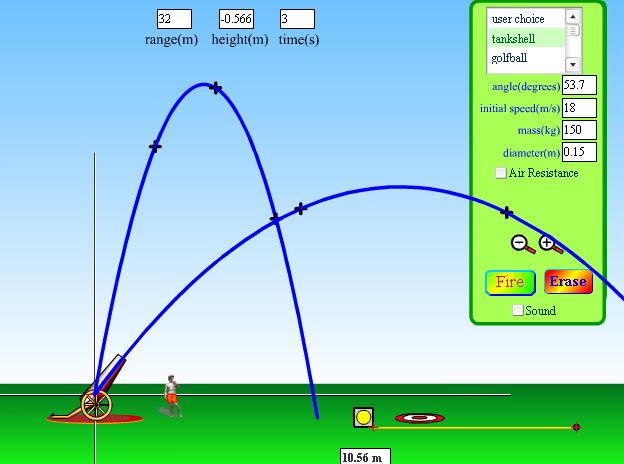 32 -0.566 3
range(m) height(m) time(s)
user choice
tankshell
golfball
angle(degrees) 53.7
initial speed(m/s) 18
mass(kg) 150
diameter(m) 0.15
Air Resistance
Fire Erase
Sound
10.56 m